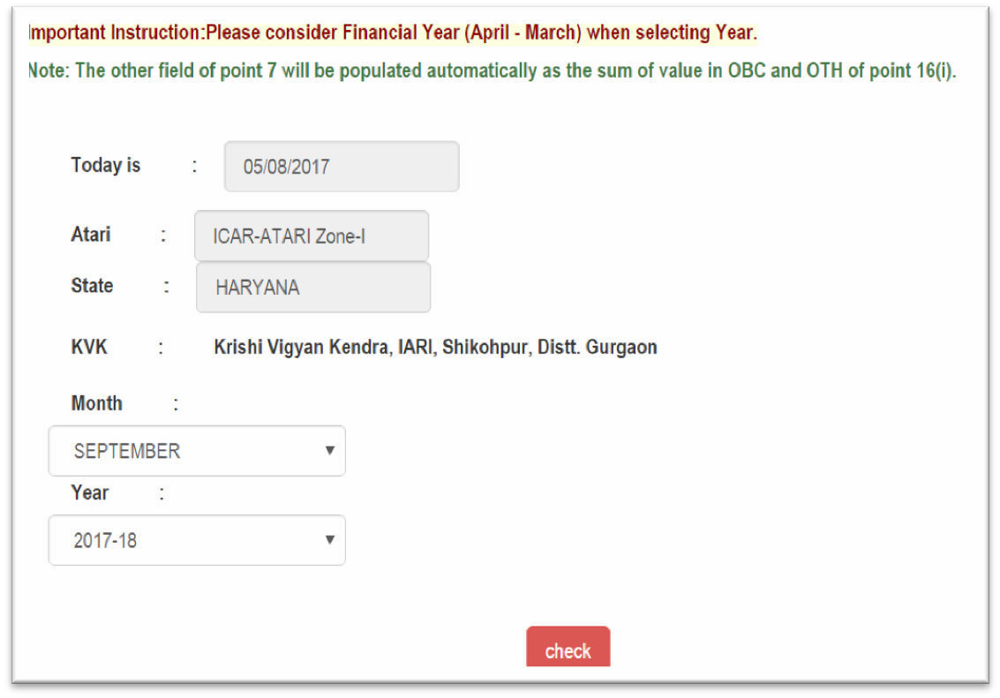 Important Instruction:Please consider Financial Year (April - March) when selecting Year.
Note: The other field of point 7 will be populated automatically as the sum of value in OBC and OTH of point 16(i).
Today is : 05/08/2017
Atari : ICAR-ATARI Zone-I
State : HARYANA
KVK : Krishi Vigyan Kendra, IARI, Shikohpur, Distt. Gurgaon
Month :
SEPTEMBER
Year :
2017-18
check